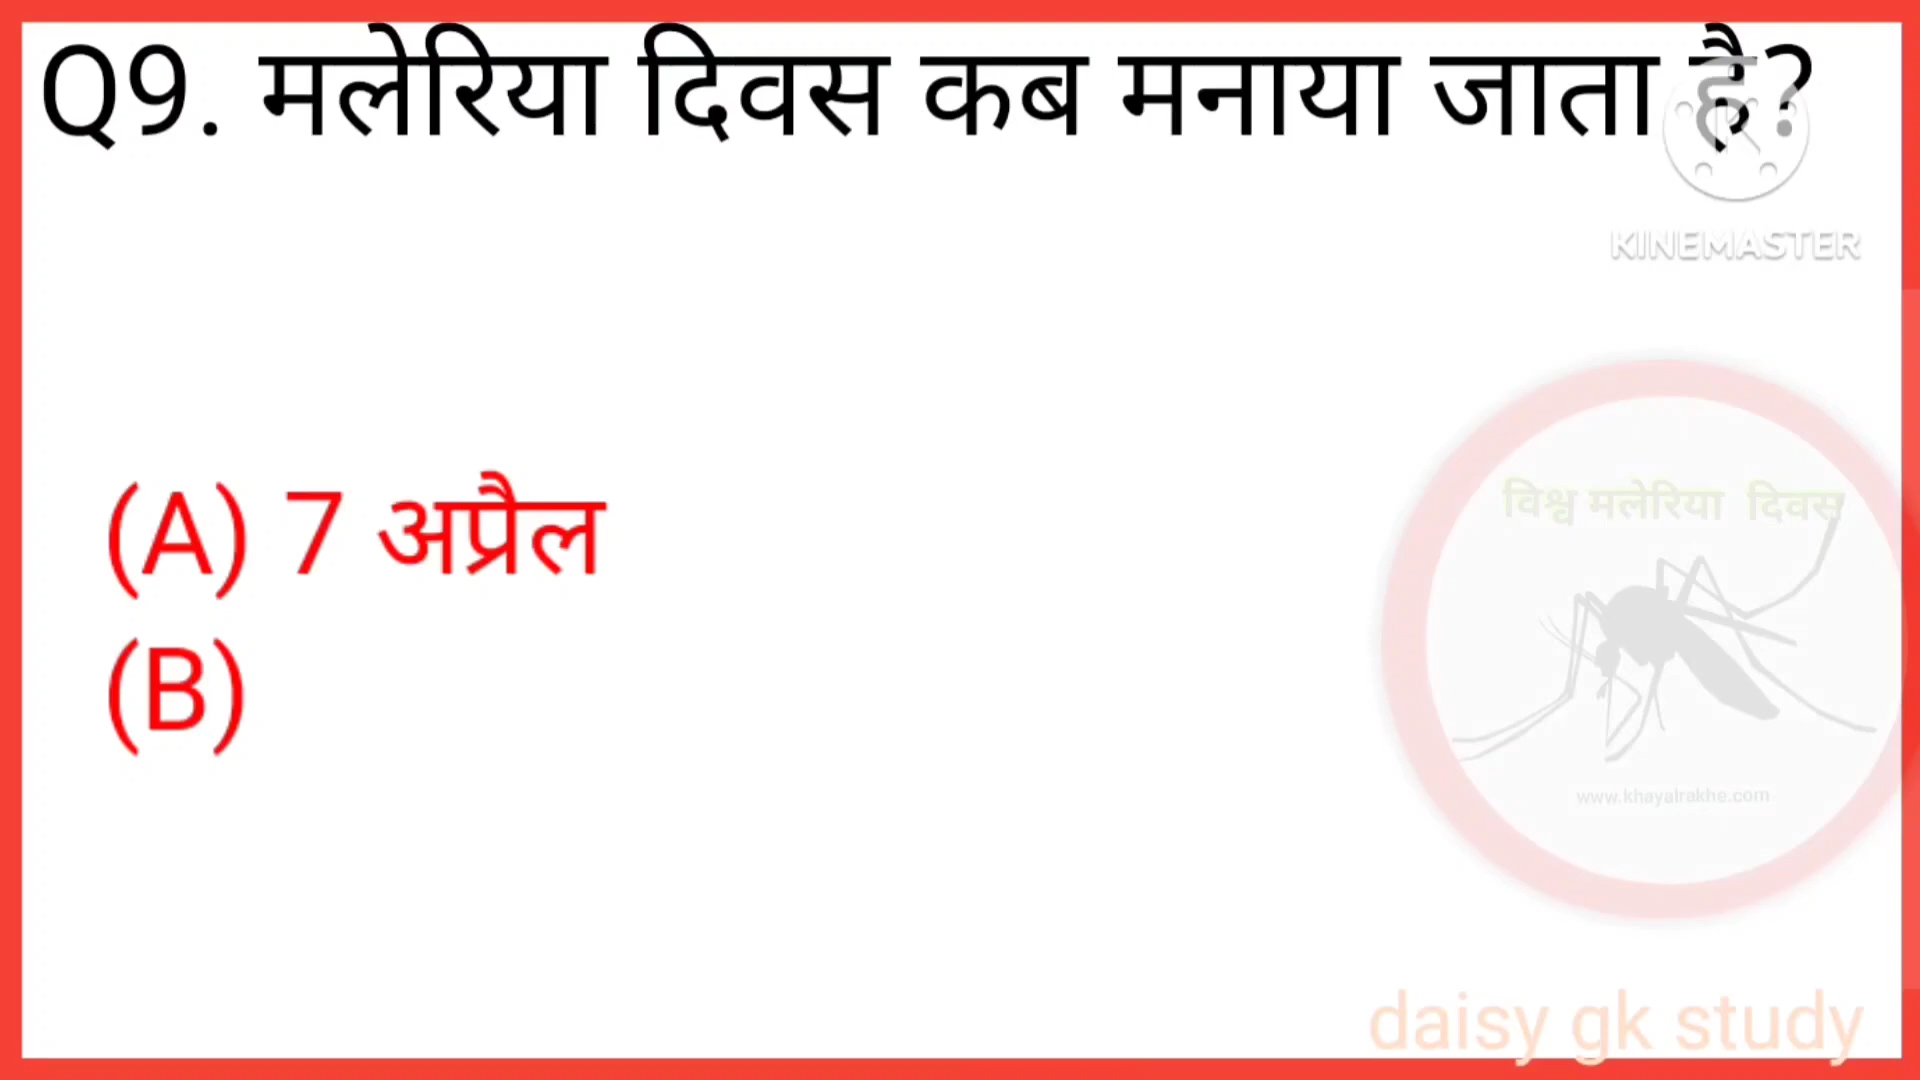 Q9. मलेरिया दिवस कब मनाया जाता है?
KINEMASTER
(A) 7 अप्रैल
विश्व मलेरिया दिवस
(B)
www.khayalrakhe.com
daisy gk study